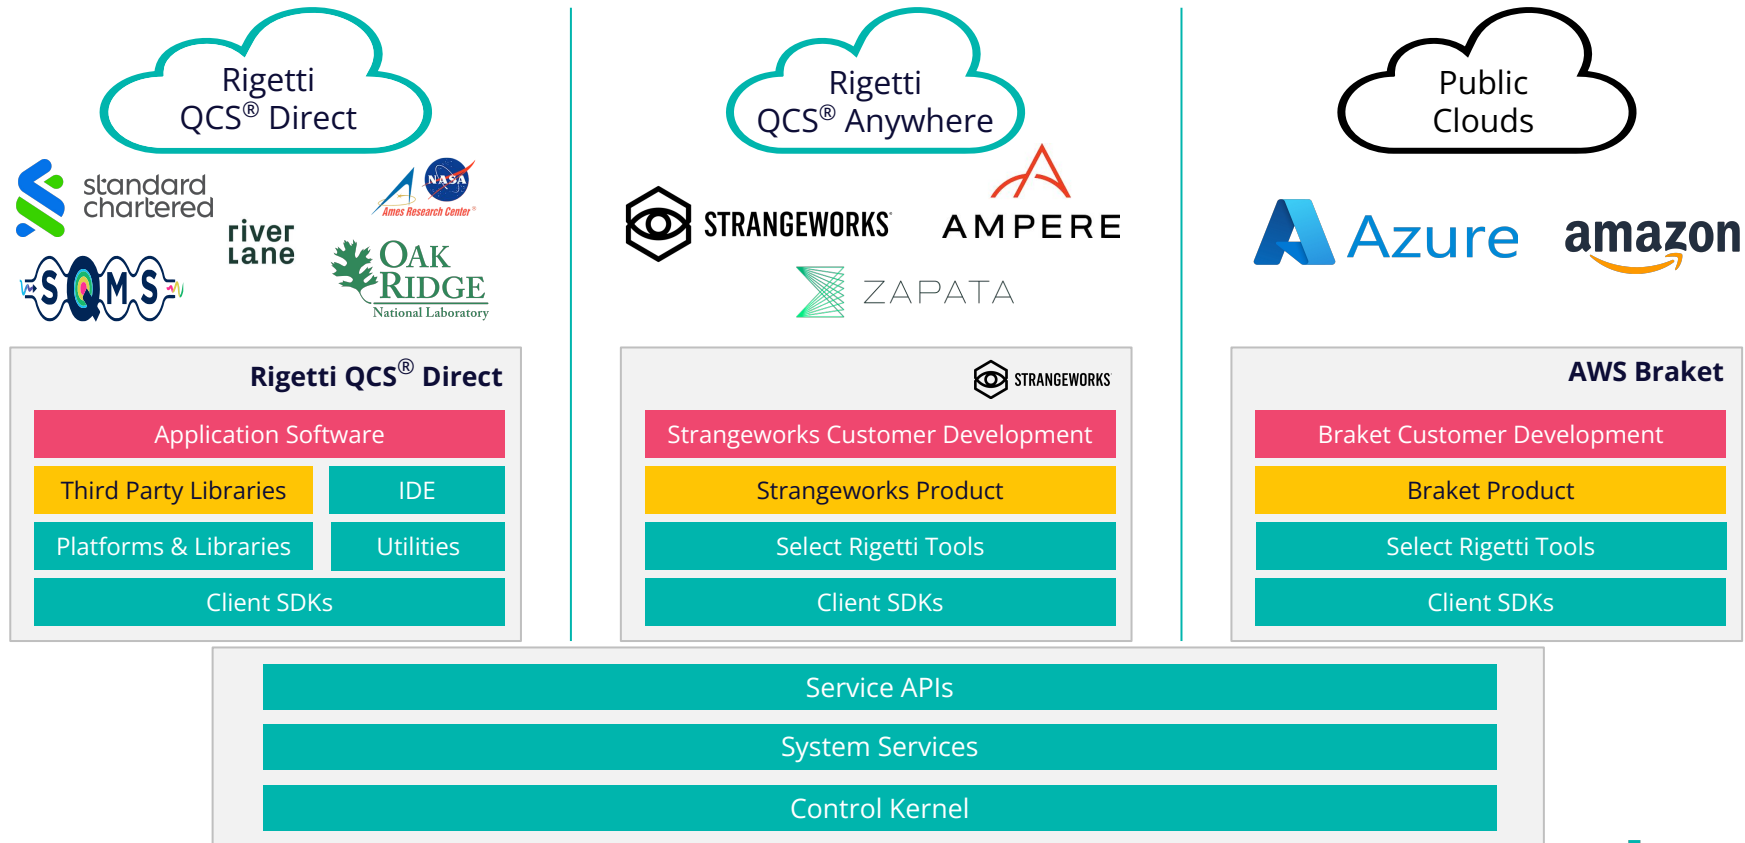 Rigetti
QCS® Direct
Rigetti
QCS® Anywhere
Public
Clouds
standard
chartered
NASA
Ames Research Center®
river
Lane
SQMS
OAK
RIDGE
National Laboratory
STRANGEWORKS
AMPERE
ZAPATA
Azure
amazon
Rigetti QCS® Direct
Application Software
Third Party Libraries
IDE
Platforms & Libraries
Utilities
Client SDKs
STRANGEWORKS
Strangeworks Customer Development
Strangeworks Product
Select Rigetti Tools
Client SDKs
AWS Braket
Braket Customer Development
Braket Product
Select Rigetti Tools
Client SDKs
Service APIs
System Services
Control Kernel